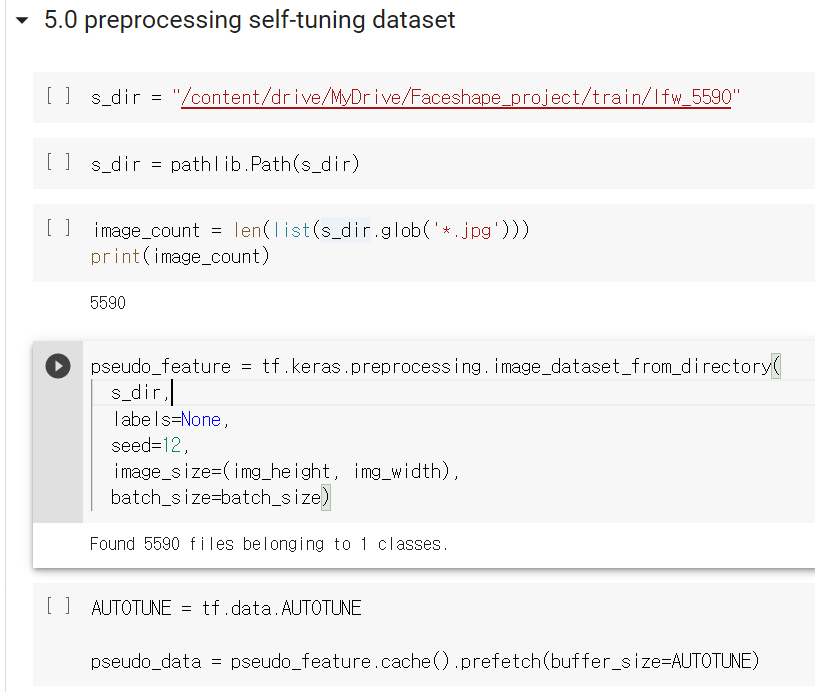 5.0 preprocessing self-tuning dataset
[ ] s_dir = "/content/drive/MyDrive/Faceshape_project/train/lfw_5590"
[ ] s_dir = pathlib.Path(s_dir)
[ ] image_count = len(list(s_dir.glob('*.jpg')))
print(image_count)
5590
pseudo_feature = tf.keras.preprocessing.image_dataset_from_directory(
s_dir,
labels=None,
seed=12,
image_size=(img_height, img_width),
batch_size=batch_size)
Found 5590 files belonging to 1 classes.
[ ] AUTOTUNE = tf.data.AUTOTUNE
pseudo_data = pseudo_feature.cache().prefetch(buffer_size=AUTOTUNE)